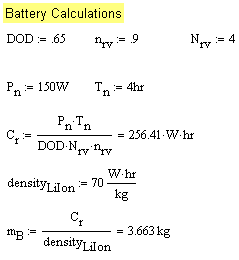 Battery Calculations
DOD := .65 n_rv := .9 N_rv := 4
P_n := 150W T_n := 4hr
C_r := P_n·T_n / DOD·N_rv·n_rv = 256.41·W·hr
density_LiIon := 70 W·hr / kg
m_B := C_r / density_LiIon = 3.663 kg